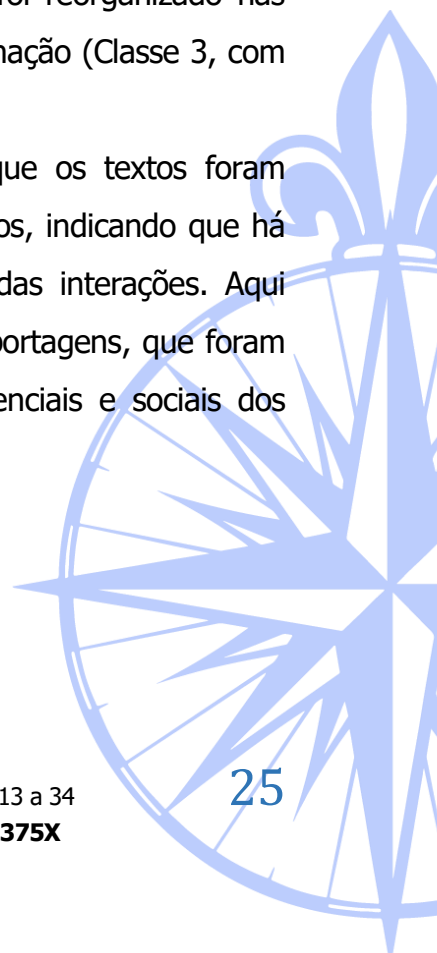 foi reorganizado nas
mação (Classe 3, com
que os textos foram
os, indicando que há
das interações. Aqui
portagens, que foram
enciais e sociais dos
13 a 34
25
375X